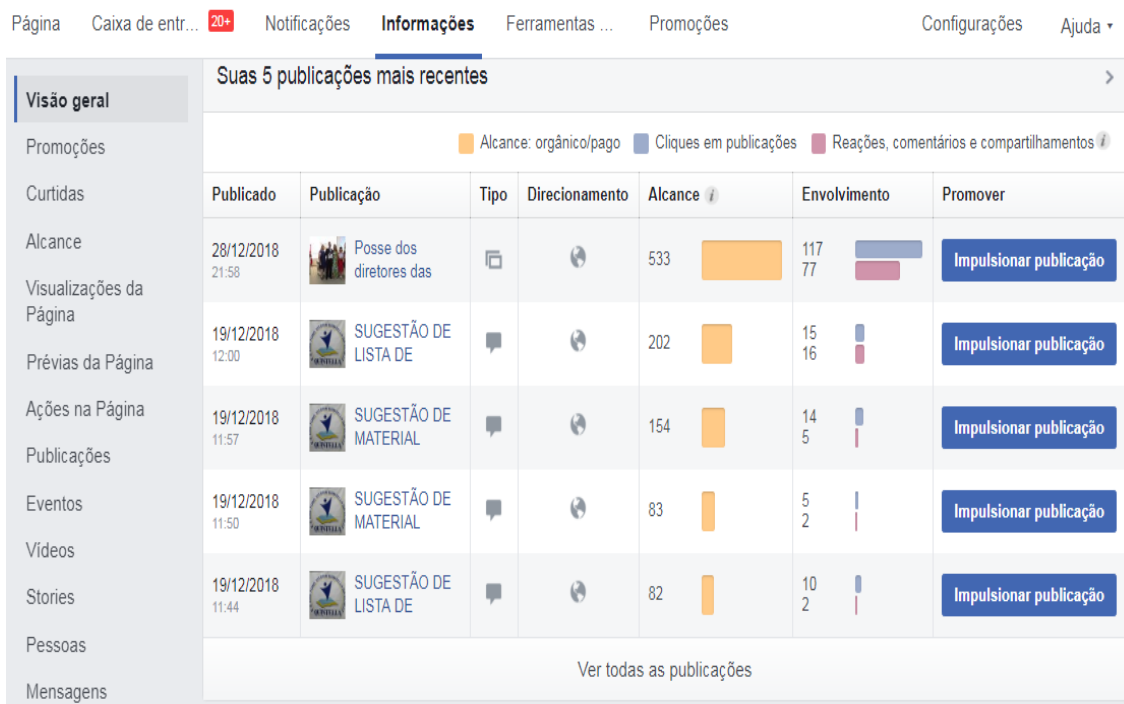 Página Caixa de entr... 20+ Notificações Informações Ferramentas ... Promoções Configurações Ajuda
Suas 5 publicações mais recentes
Visão geral
Promoções
Curtidas
Alcance
Visualizações da
Página
Prévias da Página
Ações na Página
Publicações
Eventos
Vídeos
Stories
Pessoas
Mensagens
Alcance: orgânico/pago Cliques em publicações Reações, comentários e compartilhamentos i
Publicado Publicação Tipo Direcionamento Alcance i Envolvimento Promover
28/12/2018
21:58
Posse dos
diretores das
533
117
77
Impulsionar publicação
19/12/2018
12:00
SUGESTÃO DE
LISTA DE
202
15
16
Impulsionar publicação
19/12/2018
11:57
SUGESTÃO DE
MATERIAL
154
14
5
Impulsionar publicação
19/12/2018
11:50
SUGESTÃO DE
MATERIAL
83
5
2
Impulsionar publicação
19/12/2018
11:44
SUGESTÃO DE
LISTA DE
82
10
2
Impulsionar publicação
Ver todas as publicações